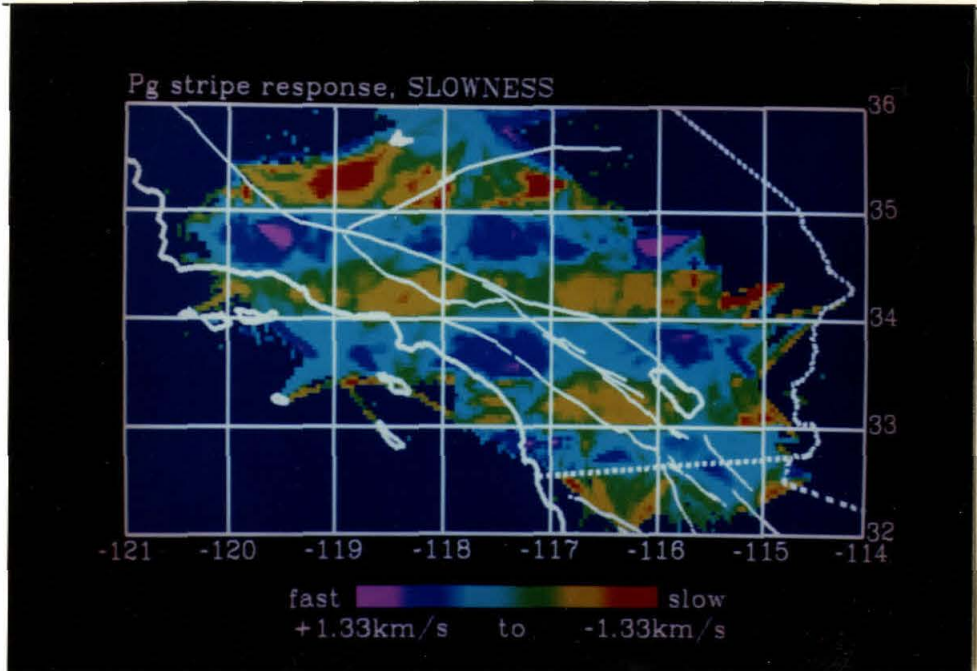 Pg stripe response, SLOWNESS
36
35
34
33
32
-121 -120 -119 -118 -117 -116 -115 -114
fast slow
+1.33km/s to -1.33km/s